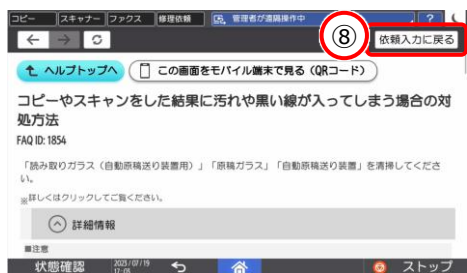 コピー スキャナー ファクス 修理依頼 管理者が遠隔操作中 ?
⑧
依頼入力に戻る
ヘルプトップへ この画面をモバイル端末で見る（QRコード）
コピーやスキャンをした結果に汚れや黒い線が入ってしまう場合の対
処方法
FAQ ID: 1854
「読み取りガラス（自動原稿送り装置用）」「原稿ガラス」「自動原稿送り装置」を清掃してくださ
い。
※詳しくはクリックしてご覧ください。
詳細情報
■注意
状態確認 2025/07/19 ストップ